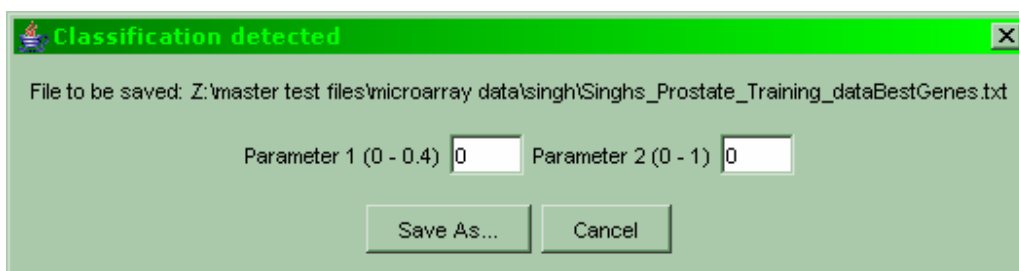 Classification detected
File to be saved: Z:\master test files\microarray data\singh\Singhs_Prostate_Training_dataBestGenes.txt
Parameter 1 (0 - 0.4) 0 Parameter 2 (0 - 1) 0
Save As... Cancel